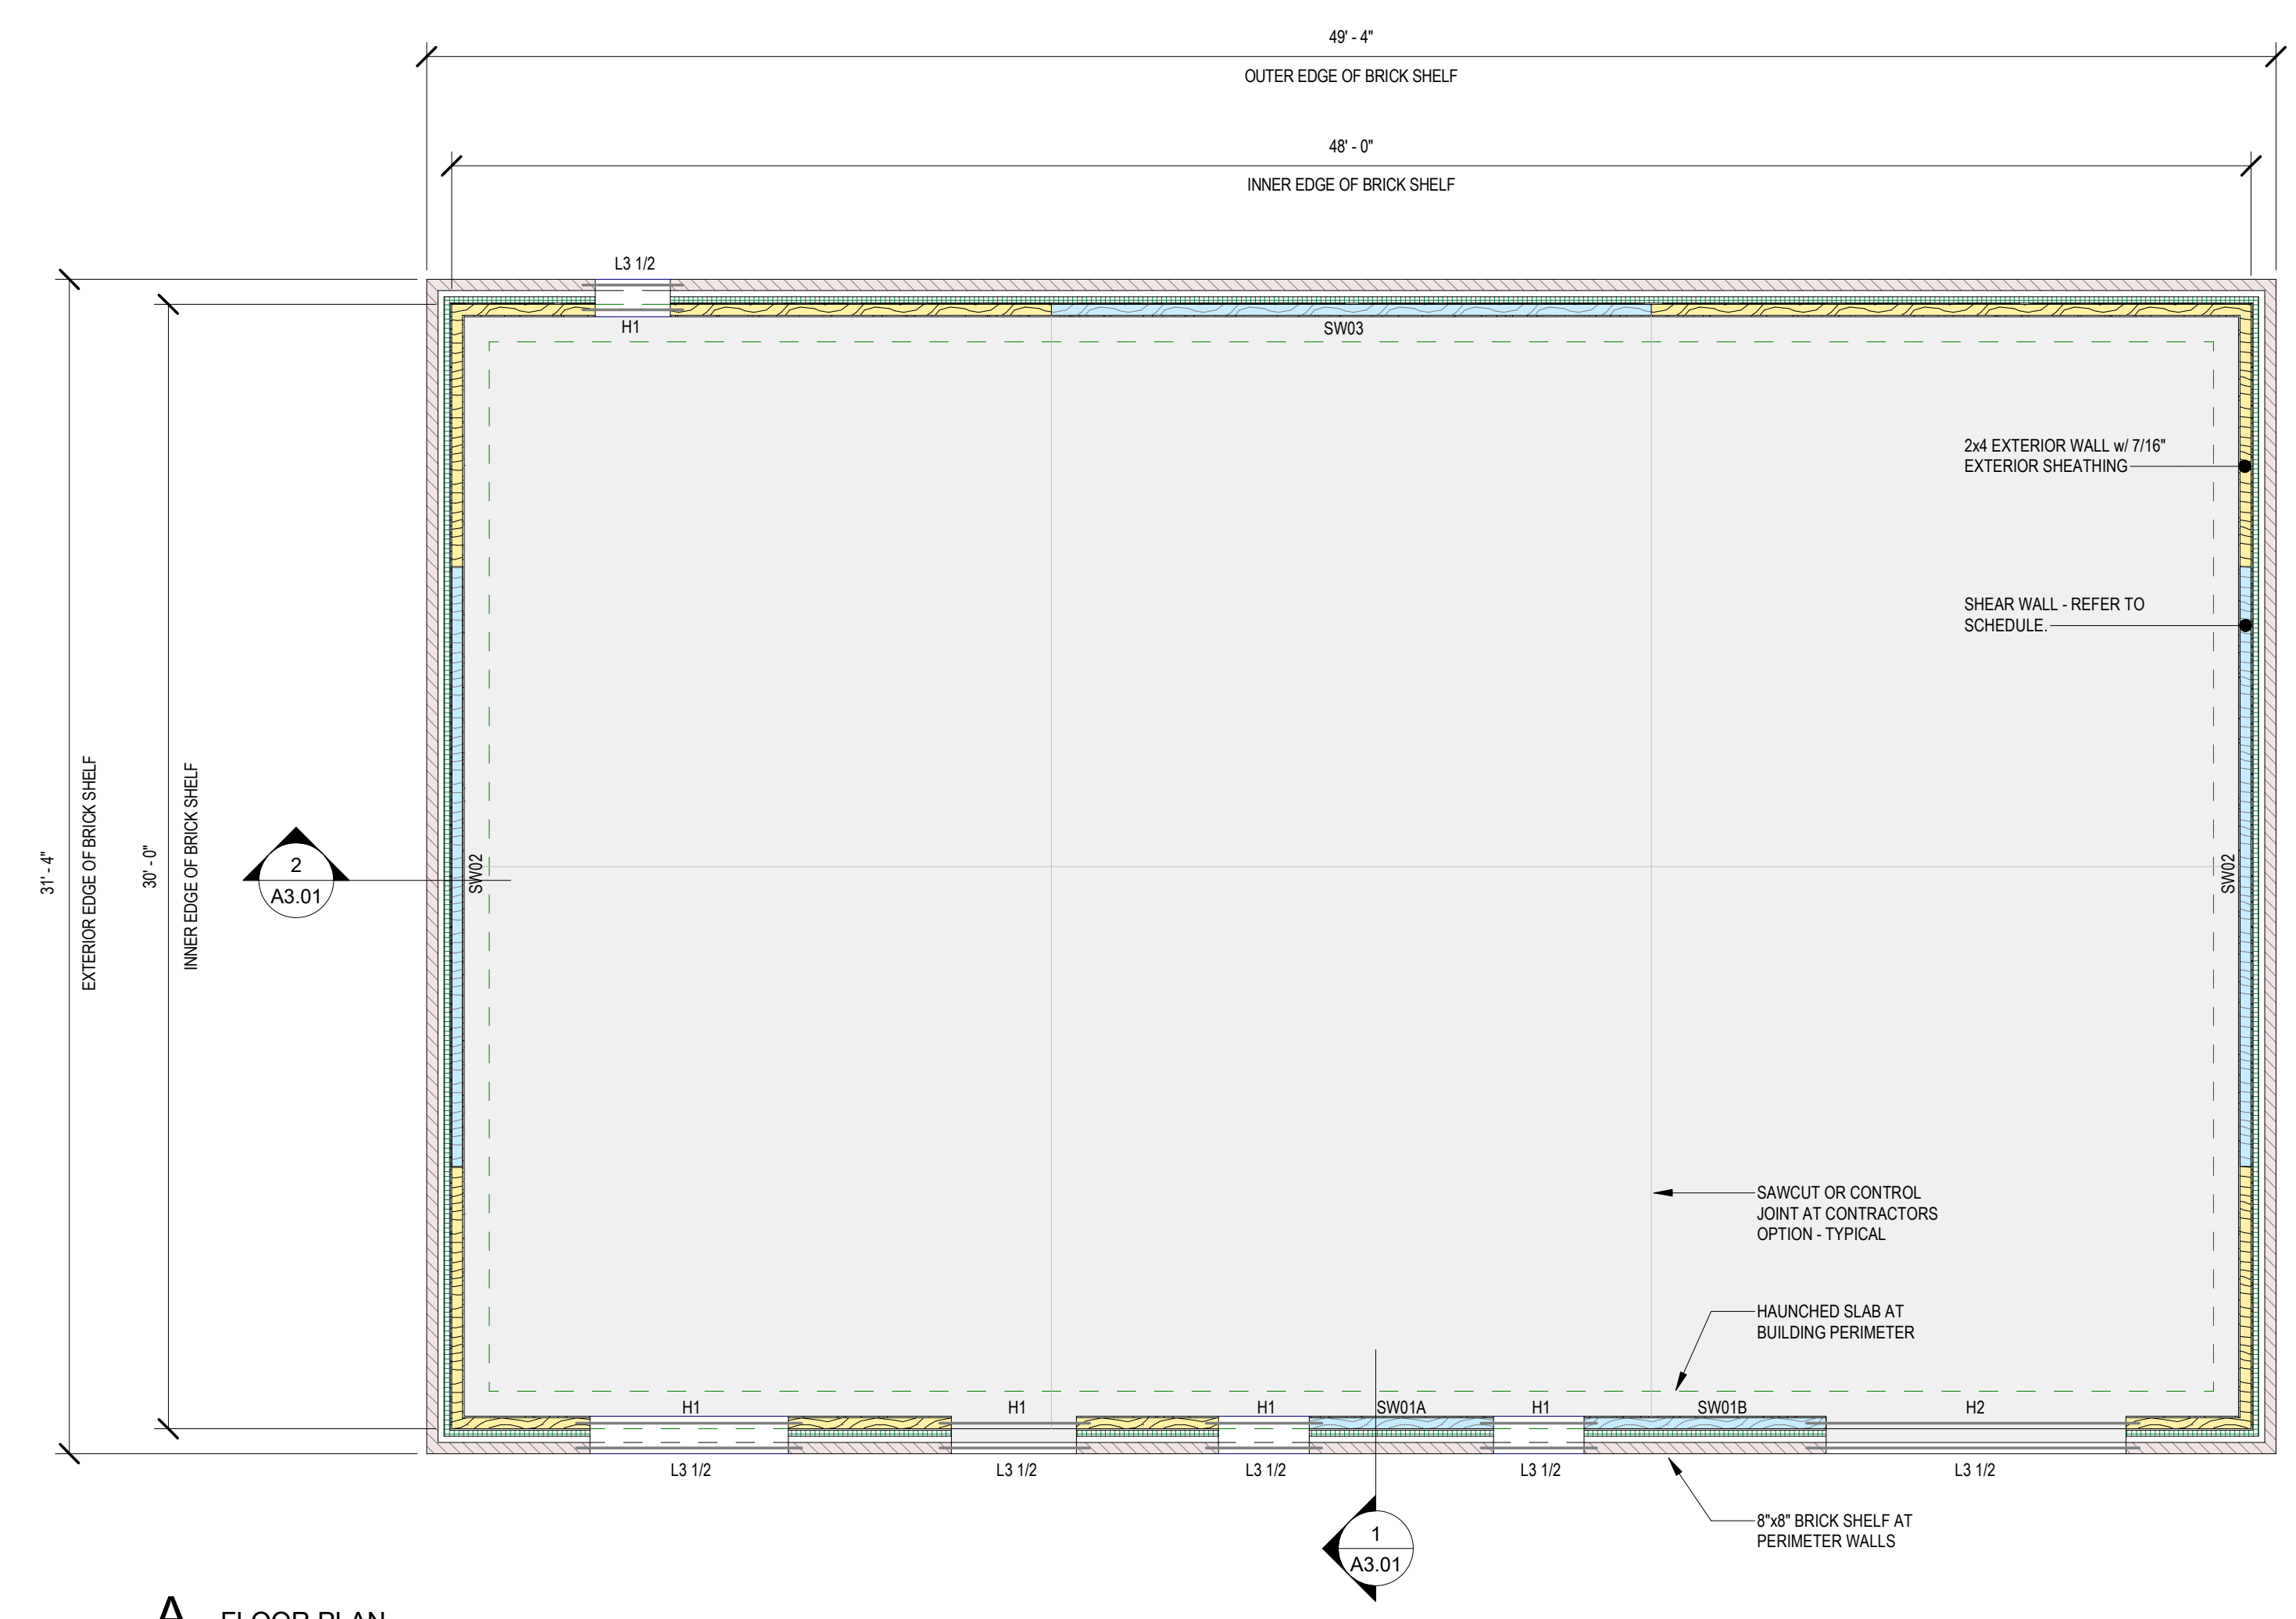 49' - 4"
OUTER EDGE OF BRICK SHELF
48' - 0"
INNER EDGE OF BRICK SHELF
L3 1/2
H1
SW03
2x4 EXTERIOR WALL w/ 7/16"
EXTERIOR SHEATHING
SHEAR WALL - REFER TO
SCHEDULE.
31' - 4"
EXTERIOR EDGE OF BRICK SHELF
30' - 0"
INNER EDGE OF BRICK SHELF
2
A3.01
SW02
SW02
SAWCUT OR CONTROL
JOINT AT CONTRACTORS
OPTION - TYPICAL
HAUNCHED SLAB AT
BUILDING PERIMETER
H1
H1
H1
SW01A
H1
SW01B
H2
L3 1/2
L3 1/2
L3 1/2
L3 1/2
L3 1/2
8"x8" BRICK SHELF AT
PERIMETER WALLS
1
A3.01
A
FLOOR PLAN